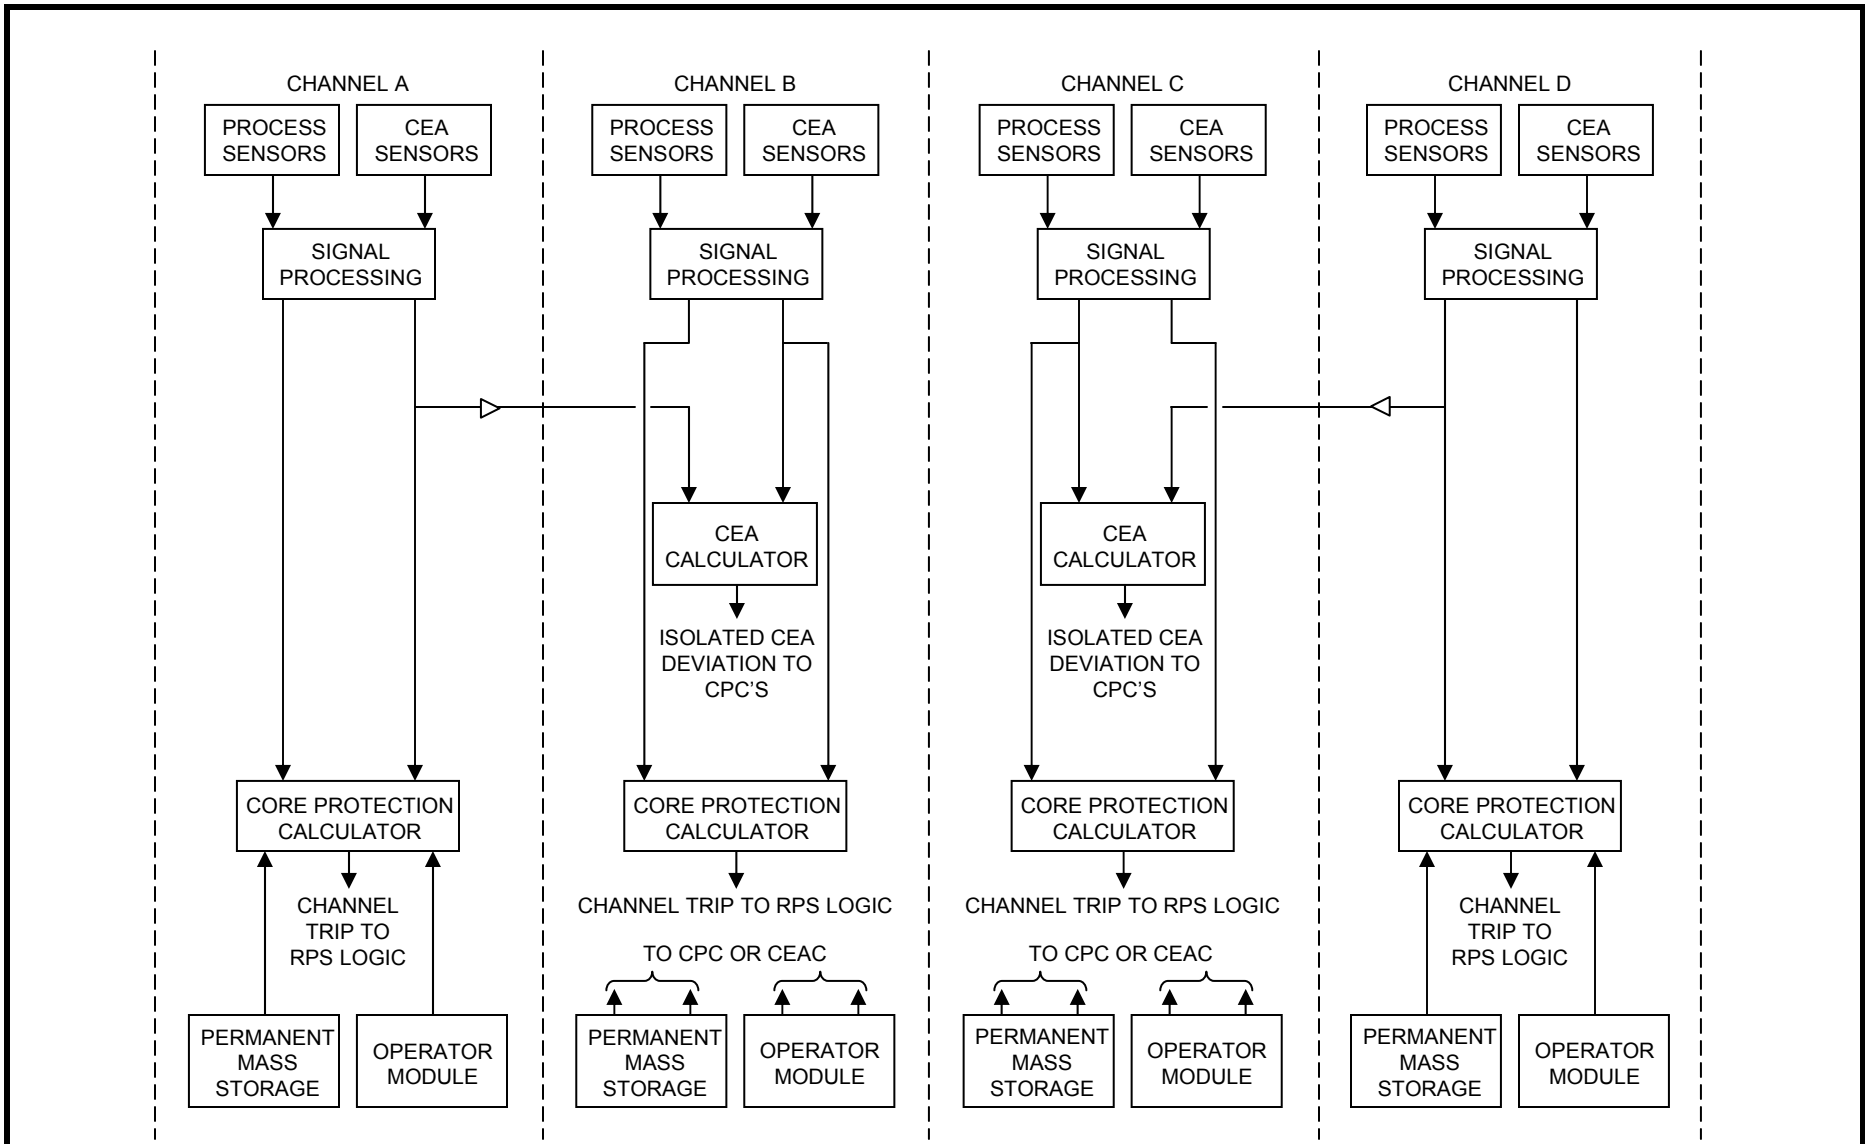 CHANNEL A
PROCESS
SENSORS
CEA
SENSORS
SIGNAL
PROCESSING
CORE PROTECTION
CALCULATOR
CHANNEL
TRIP TO
RPS LOGIC
PERMANENT
MASS
STORAGE
OPERATOR
MODULE
CHANNEL B
PROCESS
SENSORS
CEA
SENSORS
SIGNAL
PROCESSING
CEA
CALCULATOR
ISOLATED CEA
DEVIATION TO
CPC'S
CORE PROTECTION
CALCULATOR
CHANNEL TRIP TO RPS LOGIC
TO CPC OR CEAC
PERMANENT
MASS
STORAGE
OPERATOR
MODULE
CHANNEL C
PROCESS
SENSORS
CEA
SENSORS
SIGNAL
PROCESSING
CEA
CALCULATOR
ISOLATED CEA
DEVIATION TO
CPC'S
CORE PROTECTION
CALCULATOR
CHANNEL TRIP TO RPS LOGIC
TO CPC OR CEAC
PERMANENT
MASS
STORAGE
OPERATOR
MODULE
CHANNEL D
PROCESS
SENSORS
CEA
SENSORS
SIGNAL
PROCESSING
CORE PROTECTION
CALCULATOR
CHANNEL
TRIP TO
RPS LOGIC
PERMANENT
MASS
STORAGE
OPERATOR
MODULE